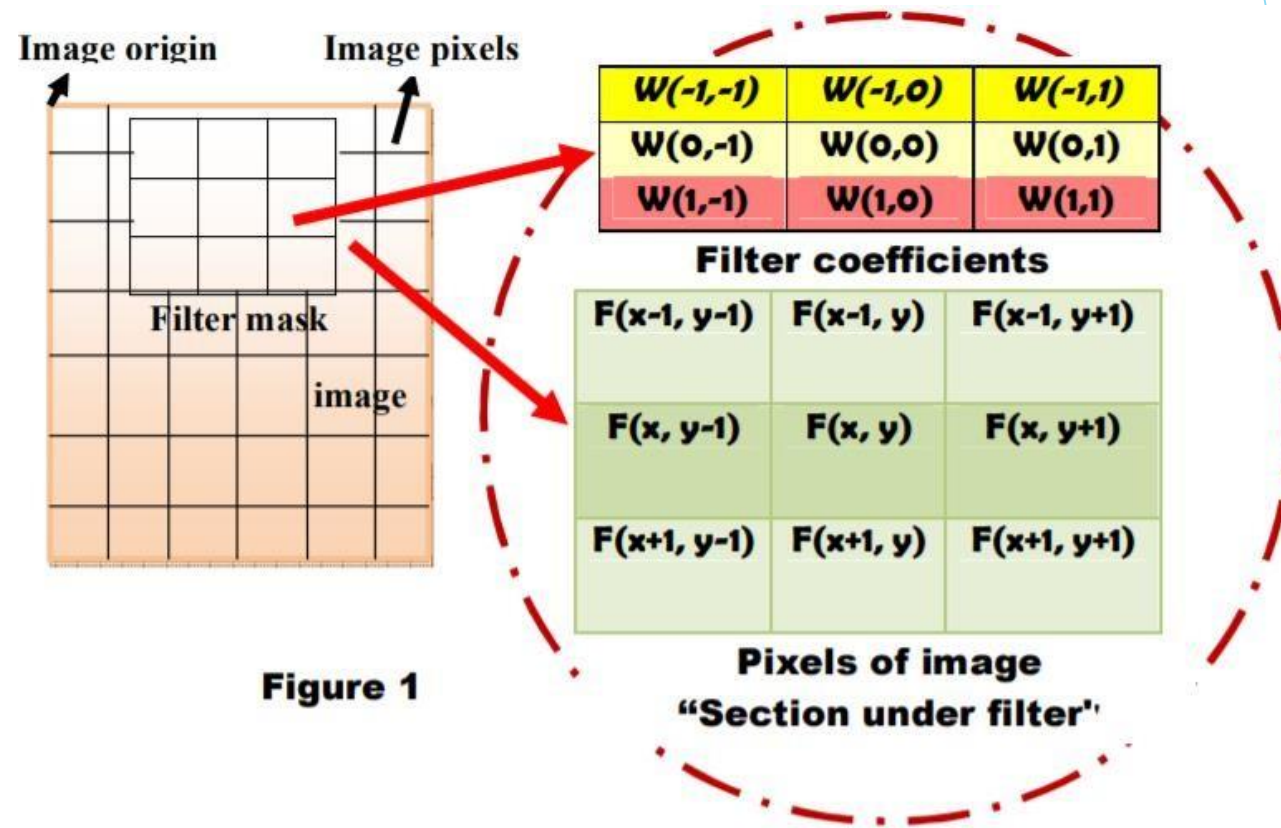 Image origin
Image pixels
Filter mask
image
W(-1,-1) W(-1,0) W(-1,1)
W(0,-1) W(0,0) W(0,1)
W(1,-1) W(1,0) W(1,1)
Filter coefficients
F(x-1, y-1) F(x-1, y) F(x-1, y+1)
F(x, y-1) F(x, y) F(x, y+1)
F(x+1, y-1) F(x+1, y) F(x+1, y+1)
Pixels of image
“Section under filter''
Figure 1